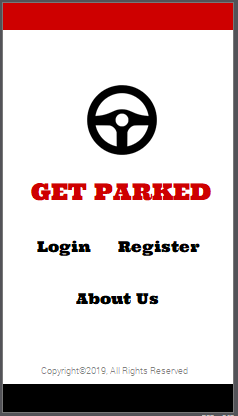 GET PARKED
Login Register
About Us
Copyright©2019. All Rights Reserved